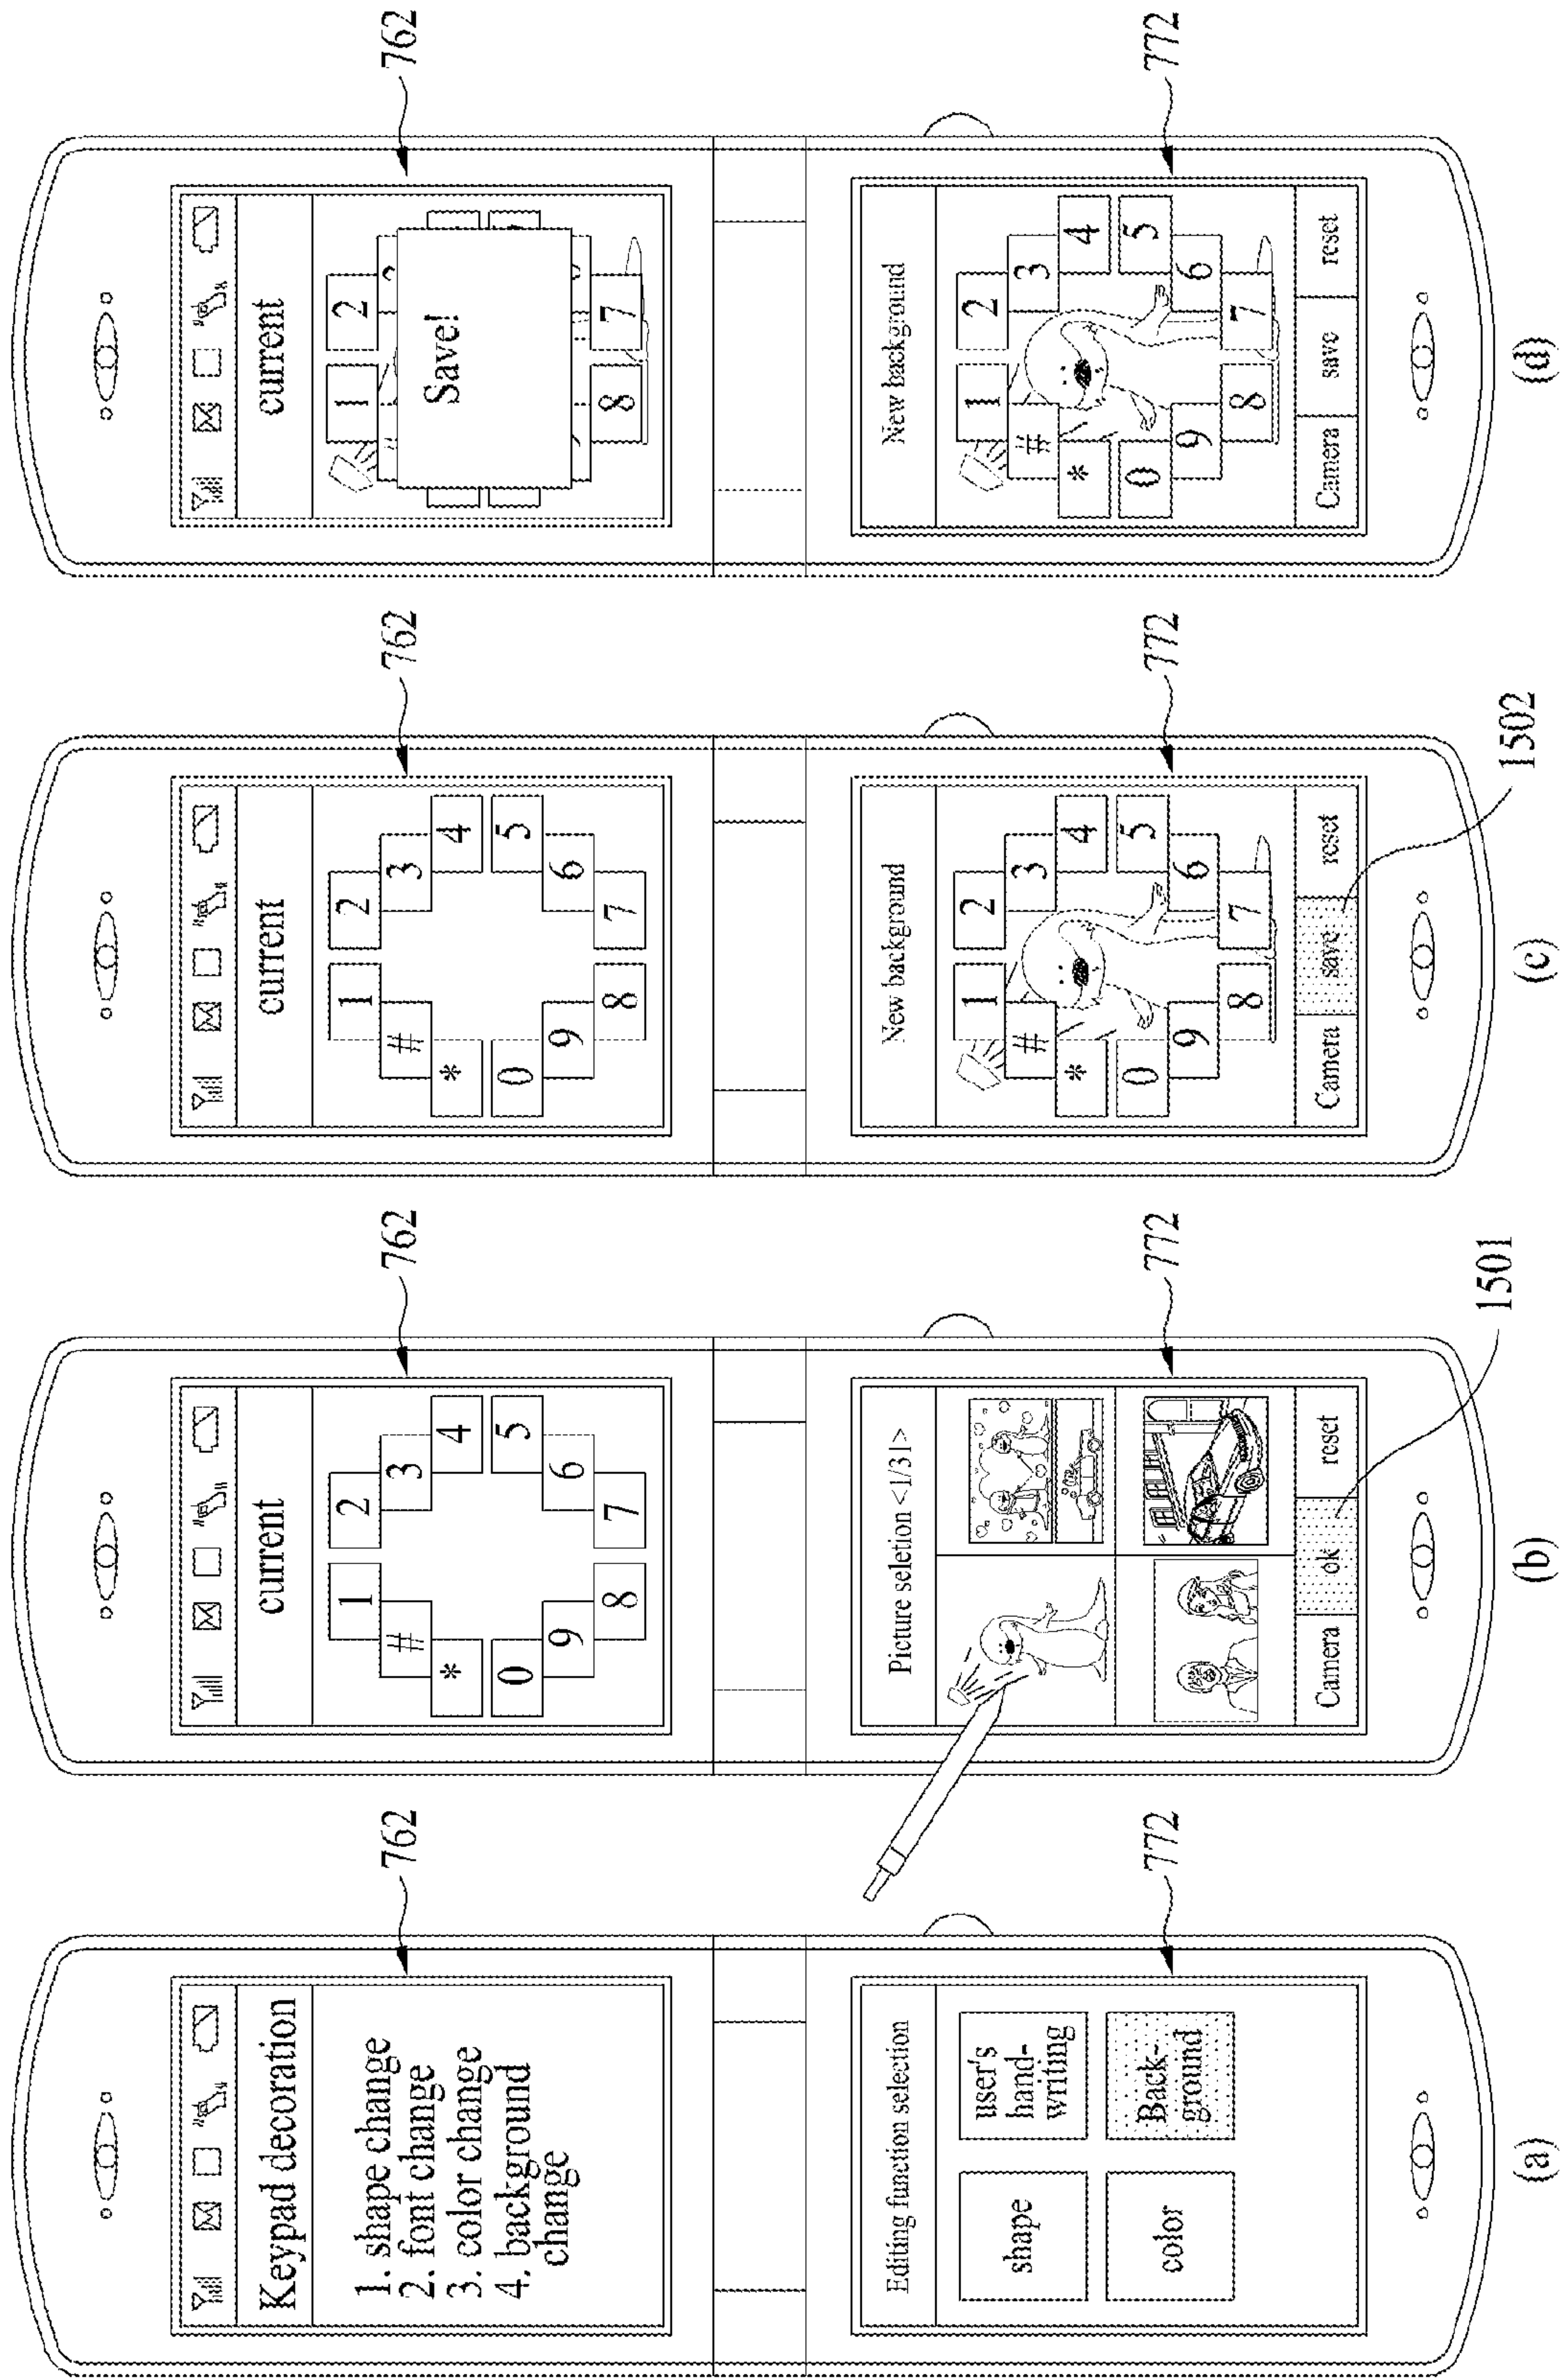 Keypad decoration
1. shape change
2. font change
3. color change
4. background
change
762
Editing function selection
shape
user's
hand-
writing
color
Back-
ground
772
(a)
current
1 2
# 3
* 4
0 5
9 6
8 7
762
Picture seletion <1/31>
Camera ok reset
772
1501
(b)
current
1 2
# 3
* 4
0 5
9 6
8 7
762
New background
1 2
# 3
* 4
0 5
9 6
8 7
Camera save reset
772
1502
(c)
current
1 2
Save!
8 7
762
New background
1 2
# 3
* 4
0 5
9 6
8 7
Camera save reset
772
(d)